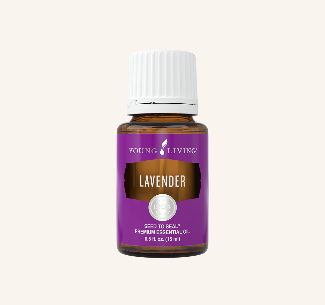 YOUNG LIVING®
LAVENDER
SEED TO SEAL®
PREMIUM ESSENTIAL OIL
0.5 fl. oz. (15 ml)